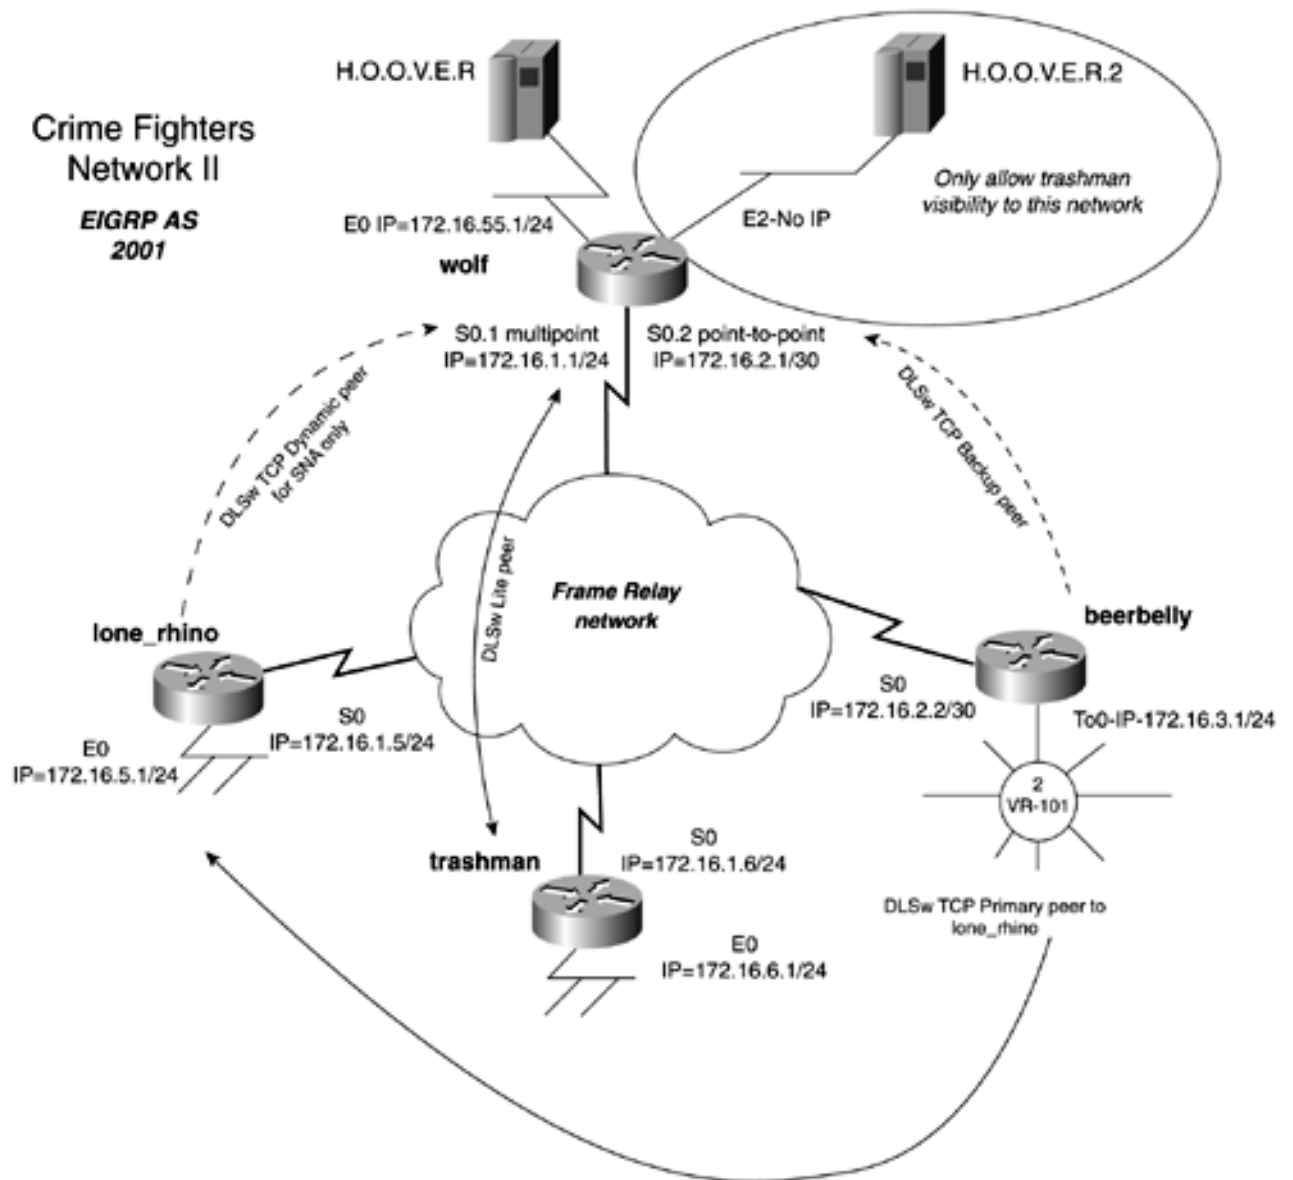 H.O.O.V.E.R
H.O.O.V.E.R.2
Crime Fighters
Network II
EIGRP AS
2001
Only allow trashman
visibility to this network
E2-No IP
E0 IP=172.16.55.1/24
wolf
S0.1 multipoint
IP=172.16.1.1/24
S0.2 point-to-point
IP=172.16.2.1/30
DLSw TCP Dynamic peer
for SNA only
DLSw Lite peer
DLSw TCP Backup peer
Frame Relay
network
lone_rhino
S0
IP=172.16.1.5/24
E0
IP=172.16.5.1/24
beerbelly
S0
IP=172.16.2.2/30
To0-IP-172.16.3.1/24
2
VR-101
trashman
S0
IP=172.16.1.6/24
E0
IP=172.16.6.1/24
DLSw TCP Primary peer to
lone_rhino